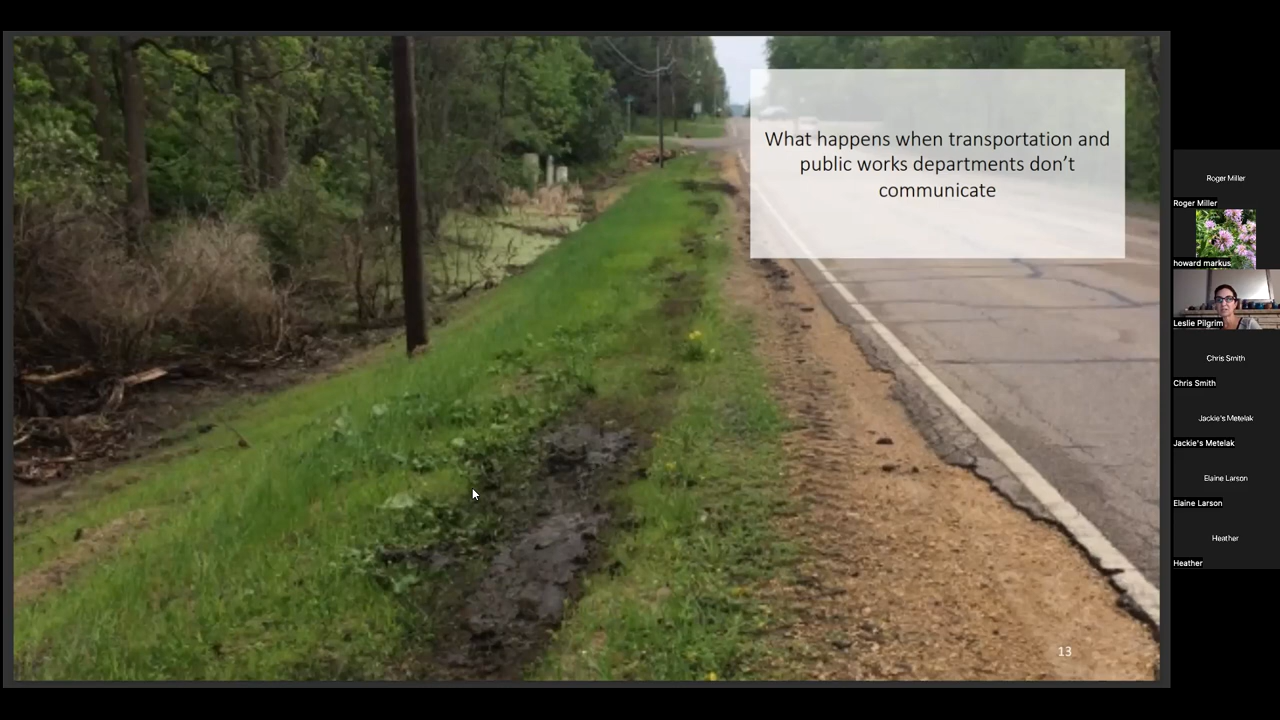 What happens when transportation and
public works departments don't
communicate
13
Roger Miller
Roger Miller
howard markus
Leslie Pilgrim
Chris Smith
Chris Smith
Jackie's Metelak
Jackie's Metelak
Elaine Larson
Elaine Larson
Heather
Heather